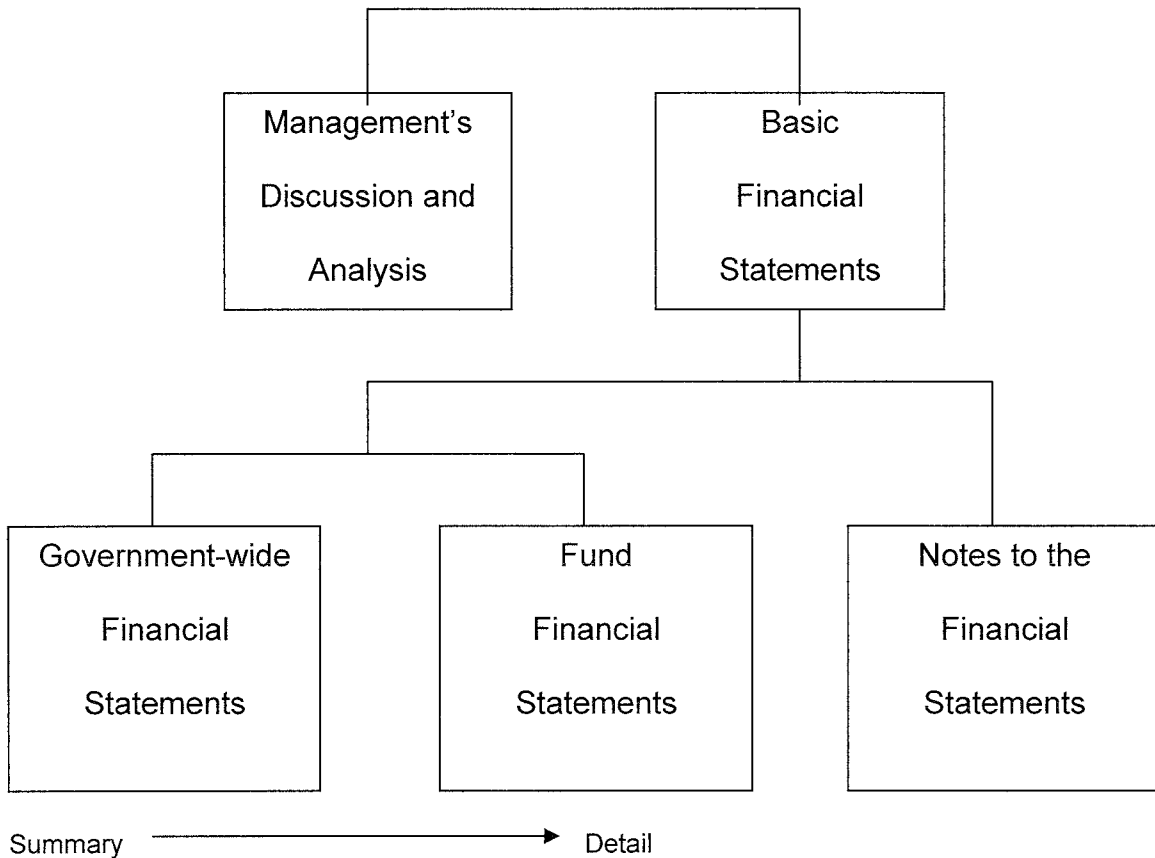 Management's
Discussion and
Analysis
Basic
Financial
Statements
Government-wide
Financial
Statements
Fund
Financial
Statements
Notes to the
Financial
Statements
Summary
Detail